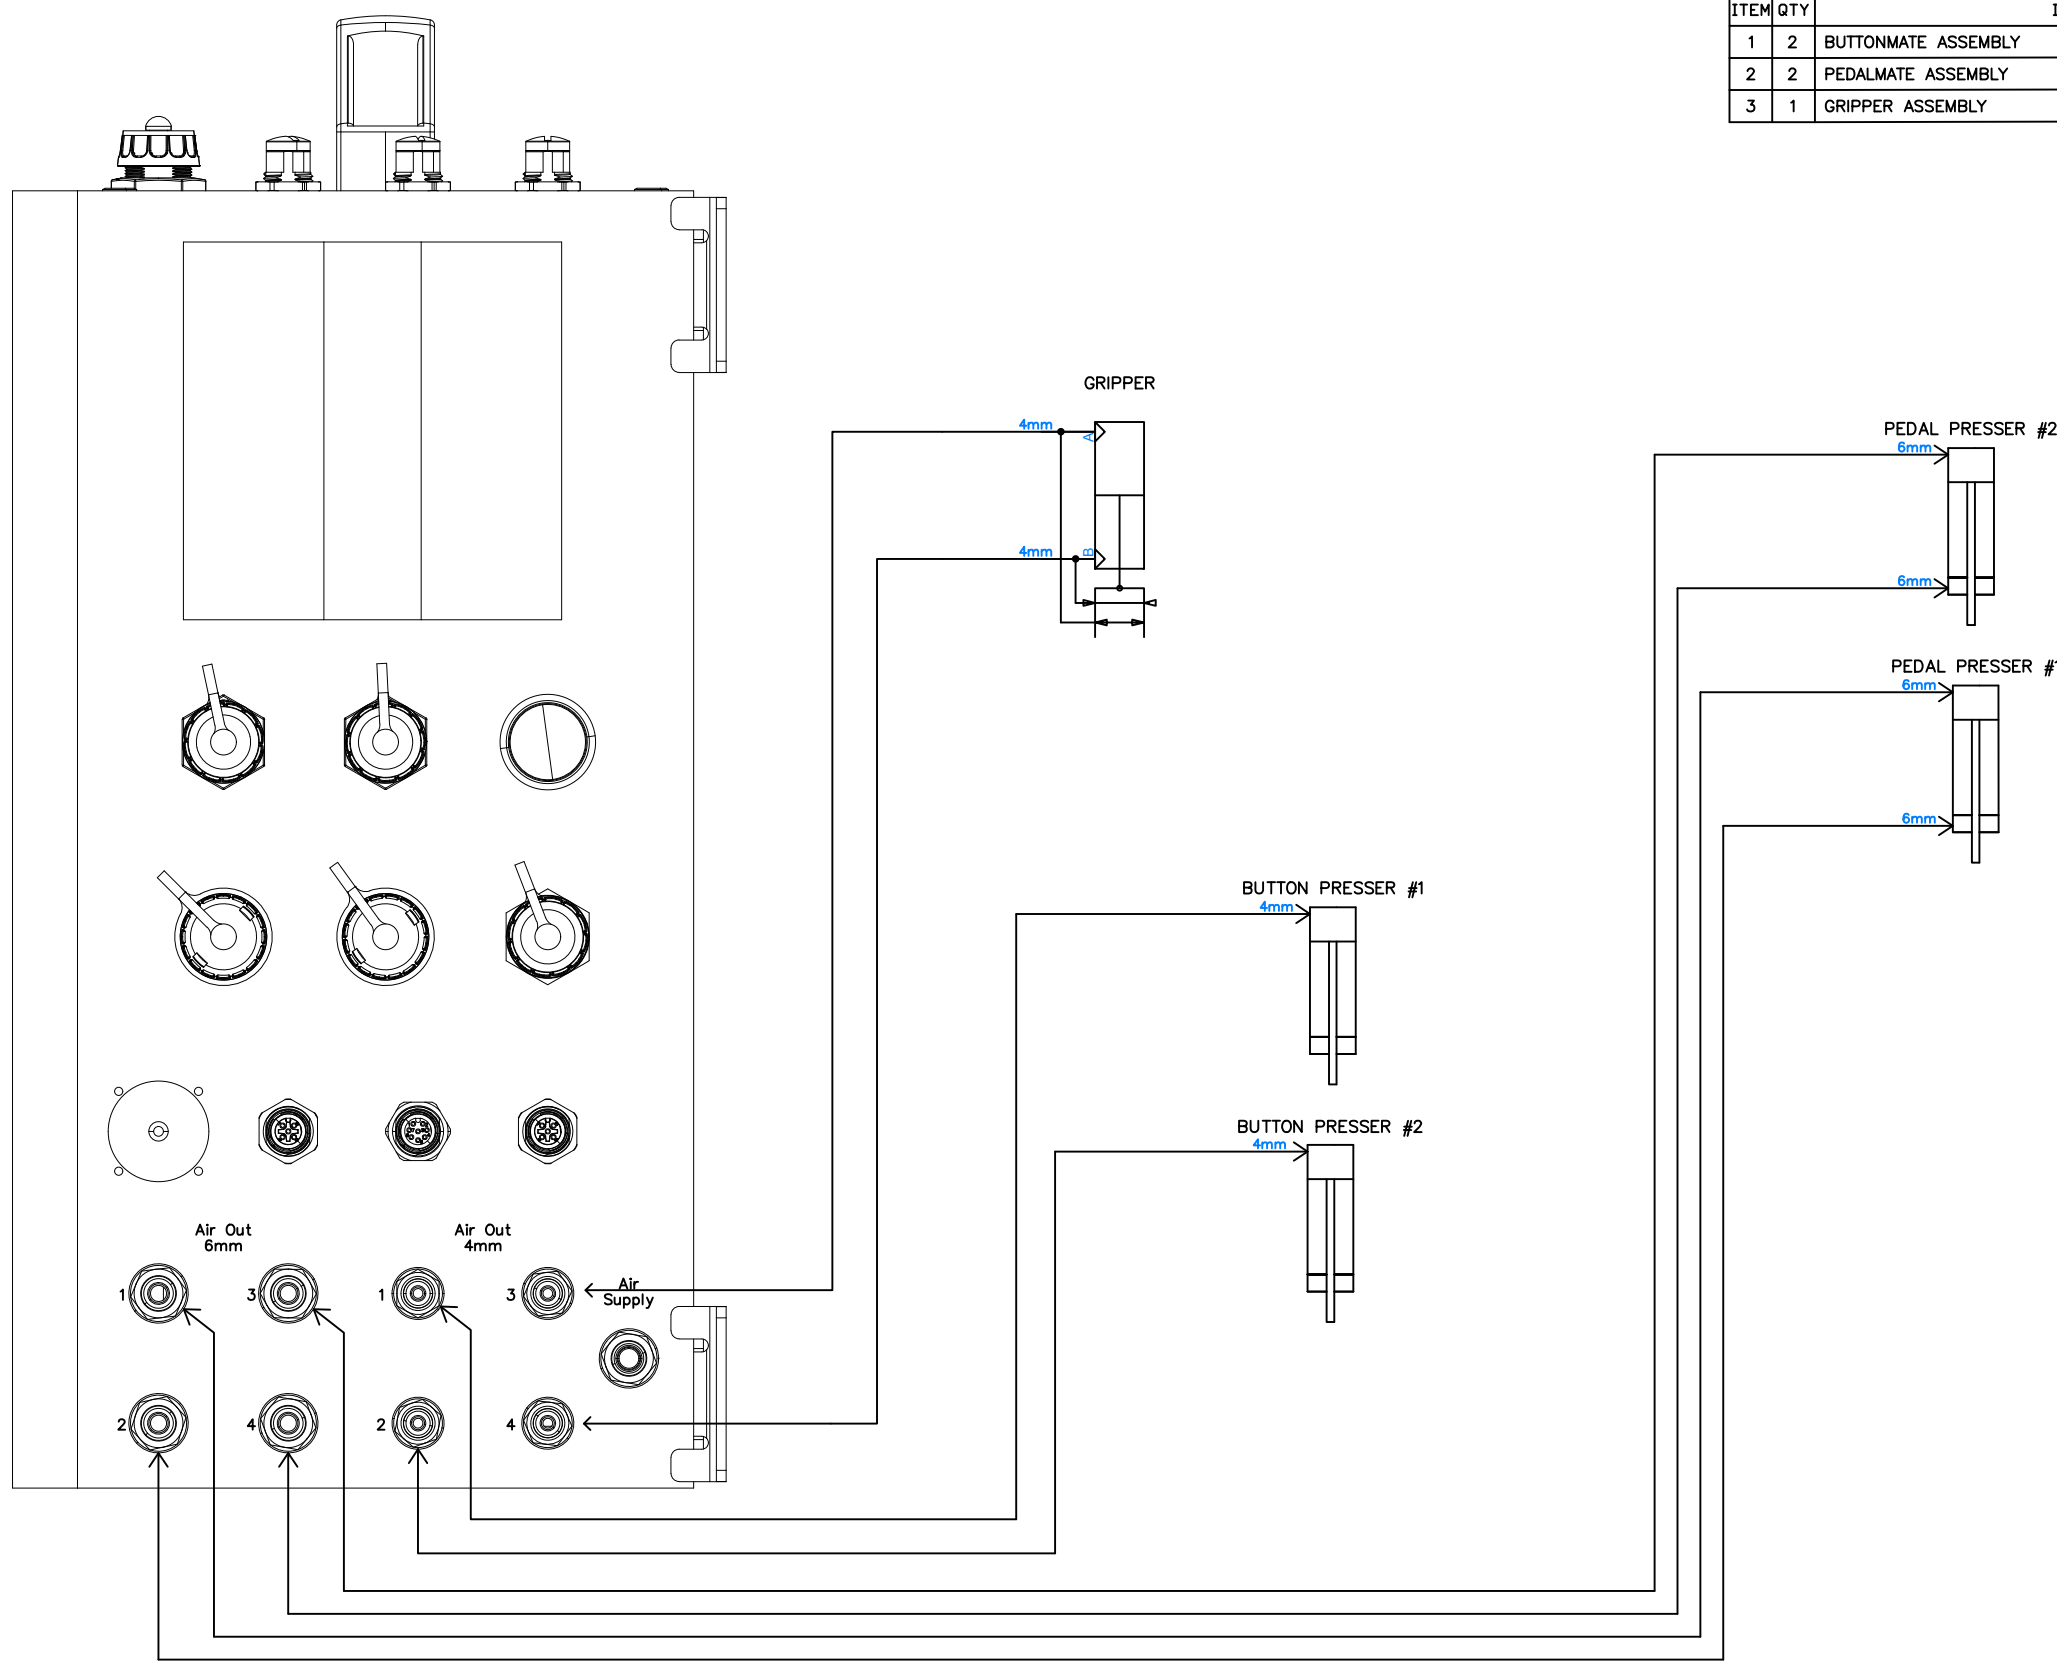 ITEM QTY
1 2 BUTTONMATE ASSEMBLY
2 2 PEDALMATE ASSEMBLY
3 1 GRIPPER ASSEMBLY
GRIPPER
4mm
A
4mm
B
PEDAL PRESSER #2
6mm
6mm
PEDAL PRESSER #1
6mm
6mm
BUTTON PRESSER #1
4mm
BUTTON PRESSER #2
4mm
Air Out
6mm
Air Out
4mm
1 3 1 3
Air
Supply
2 4 2 4